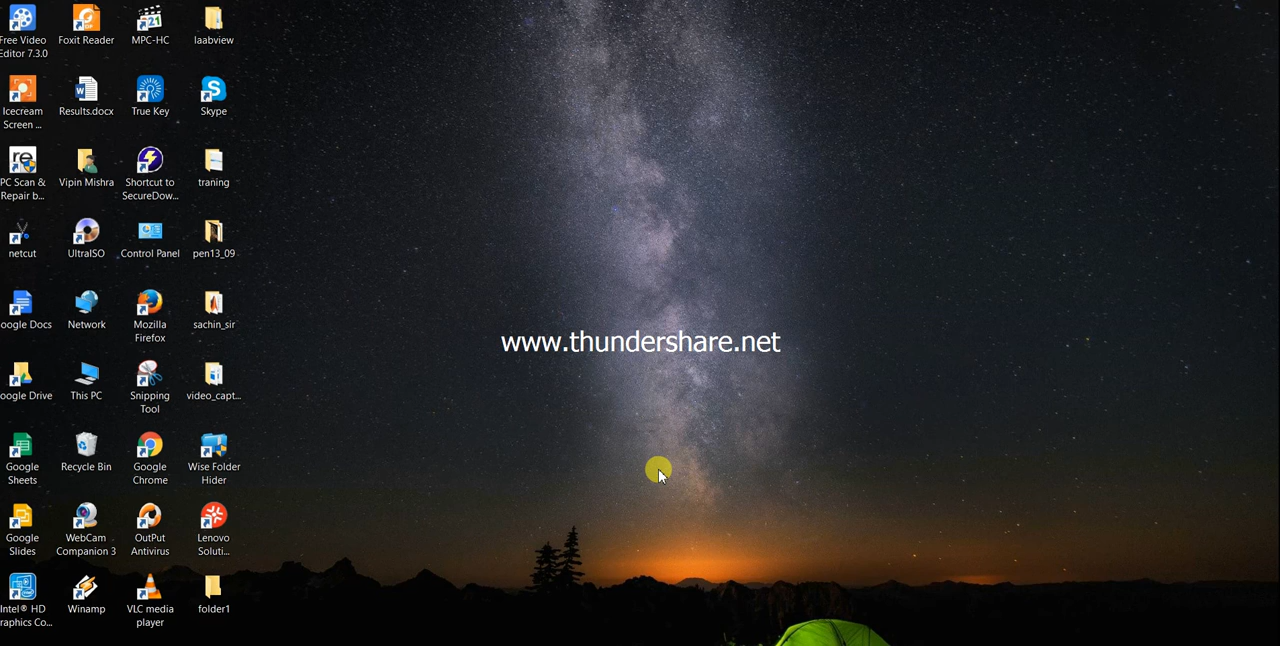 Free Video
Editor 7.3.0
Foxit Reader
MPC-HC
laabview
Icecream
Screen ...
Results.docx
True Key
Skype
PC Scan &
Repair b...
Vipin Mishra
Shortcut to
SecureDow...
traning
netcut
UltraISO
Control Panel
pen13_09
oogle Docs
Network
Mozilla
Firefox
sachin_sir
www.thundershare.net
oogle Drive
This PC
Snipping
Tool
video_capt...
Google
Sheets
Recycle Bin
Google
Chrome
Wise Folder
Hider
Google
Slides
WebCam
Companion 3
OutPut
Antivirus
Lenovo
Soluti...
Intel® HD
raphics Co...
Winamp
VLC media
player
folder1